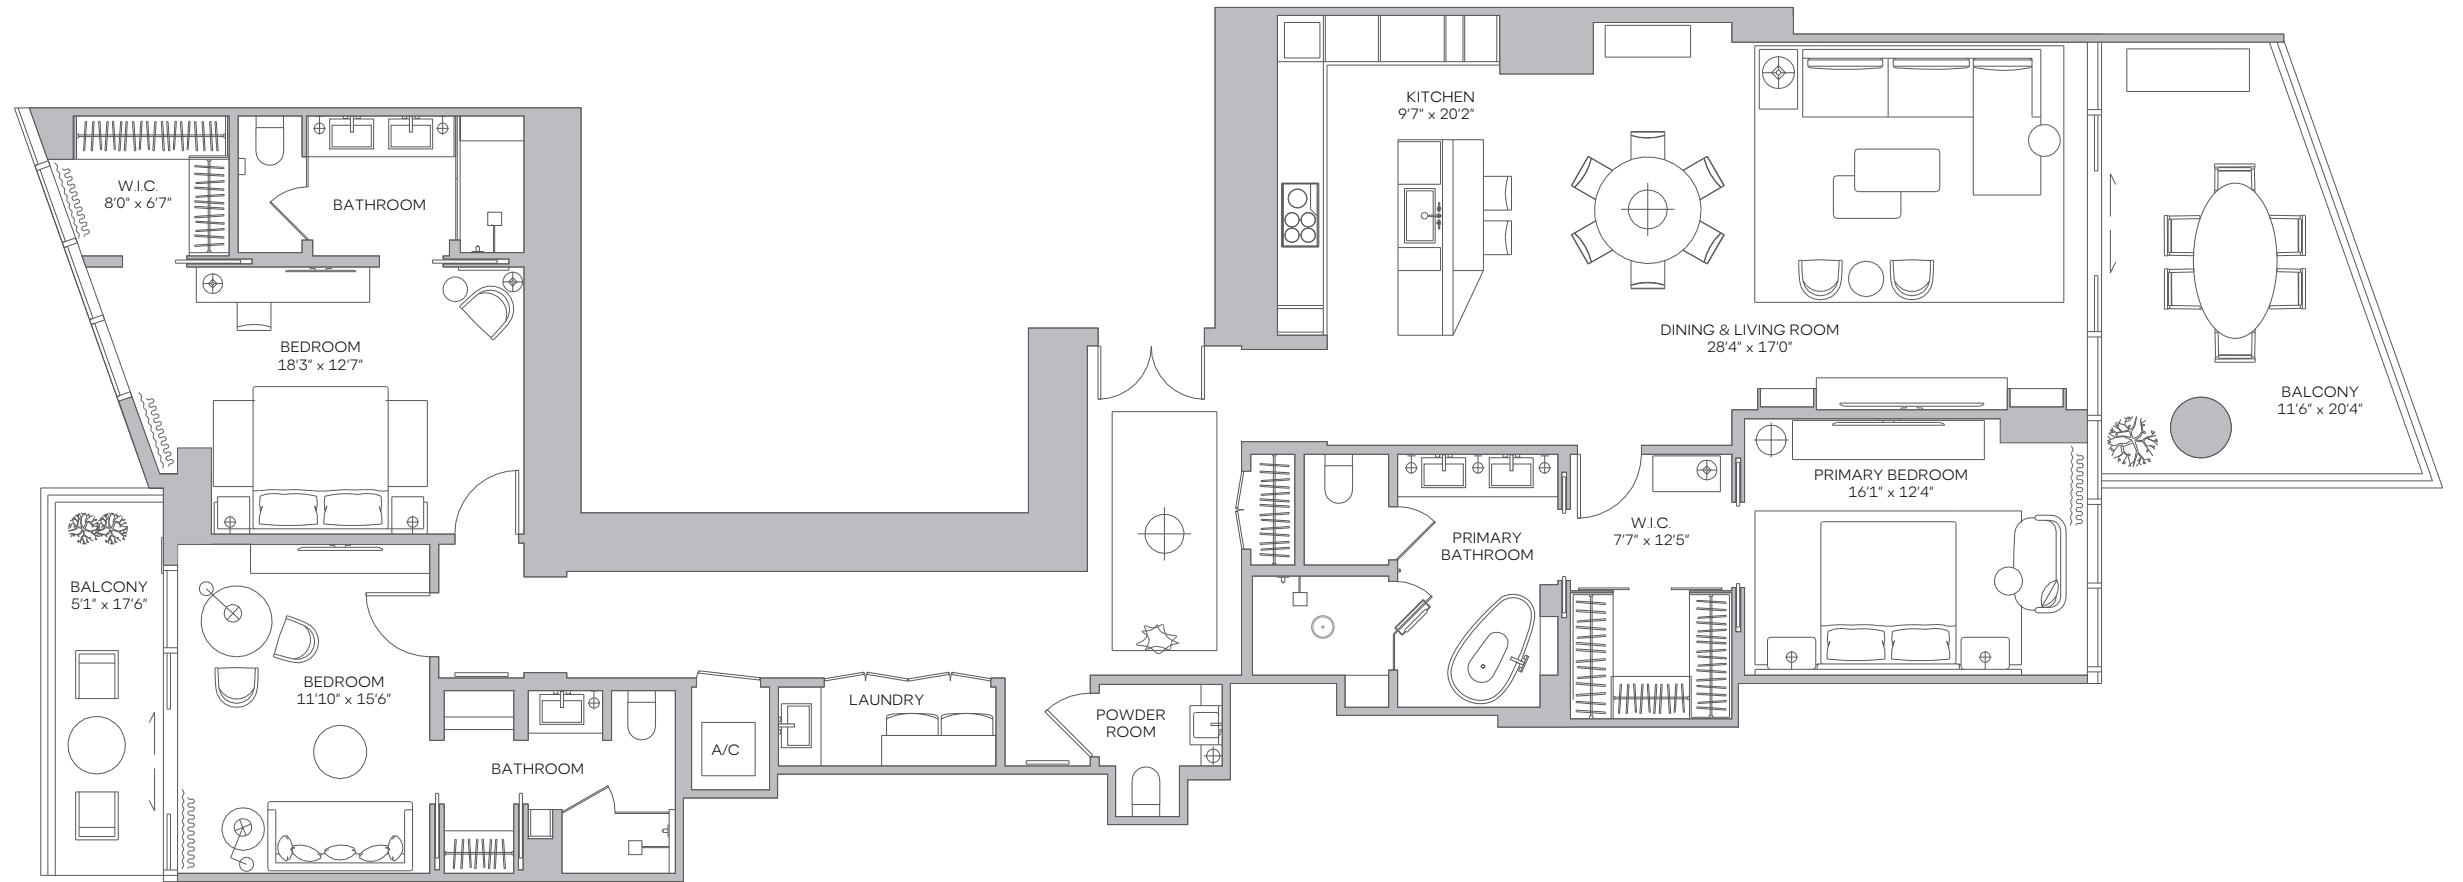 KITCHEN
9'7" x 20'2"
W.I.C.
8'0" x 6'7"
BATHROOM
BEDROOM
18'3" x 12'7"
DINING & LIVING ROOM
28'4" x 17'0"
BALCONY
11'6" x 20'4"
PRIMARY BEDROOM
16'1" x 12'4"
W.I.C.
7'7" x 12'5"
PRIMARY
BATHROOM
BALCONY
5'1" x 17'6"
BEDROOM
11'10" x 15'6"
LAUNDRY
POWDER
ROOM
A/C
BATHROOM